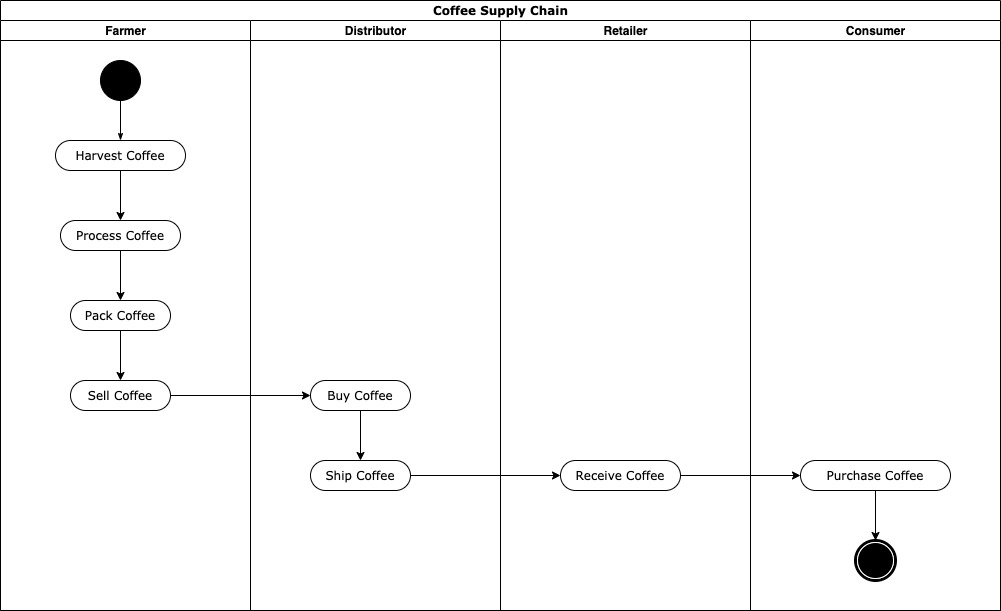 Coffee Supply Chain
Farmer
Distributor
Retailer
Consumer
Harvest Coffee
Process Coffee
Pack Coffee
Sell Coffee
Buy Coffee
Ship Coffee
Receive Coffee
Purchase Coffee